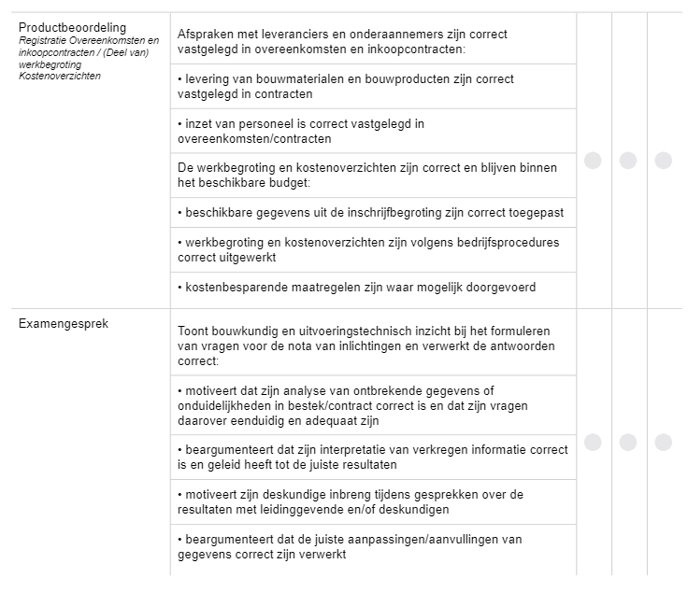 Productbeoordeling
Registratie Overeenkomsten en
inkoopcontracten / (Deel van)
werkbegroting
Kostenoverzichten
Afspraken met leveranciers en onderaannemers zijn correct
vastgelegd in overeenkomsten en inkoopcontracten:
• levering van bouwmaterialen en bouwproducten zijn correct
vastgelegd in contracten
• inzet van personeel is correct vastgelegd in
overeenkomsten/contracten
De werkbegroting en kostenoverzichten zijn correct en blijven binnen
het beschikbare budget:
• beschikbare gegevens uit de inschrijfbegroting zijn correct toegepast
• werkbegroting en kostenoverzichten zijn volgens bedrijfsprocedures
correct uitgewerkt
• kostenbesparende maatregelen zijn waar mogelijk doorgevoerd
Examengesprek
Toont bouwkundig en uitvoeringstechnisch inzicht bij het formuleren
van vragen voor de nota van inlichtingen en verwerkt de antwoorden
correct:
• motiveert dat zijn analyse van ontbrekende gegevens of
onduidelijkheden in bestek/contract correct is en dat zijn vragen
daarover eenduidig en adequaat zijn
• beargumenteert dat zijn interpretatie van verkregen informatie correct
is en geleid heeft tot de juiste resultaten
• motiveert zijn deskundige inbreng tijdens gesprekken over de
resultaten met leidinggevende en/of deskundigen
• beargumenteert dat de juiste aanpassingen/aanvullingen van
gegevens correct zijn verwerkt